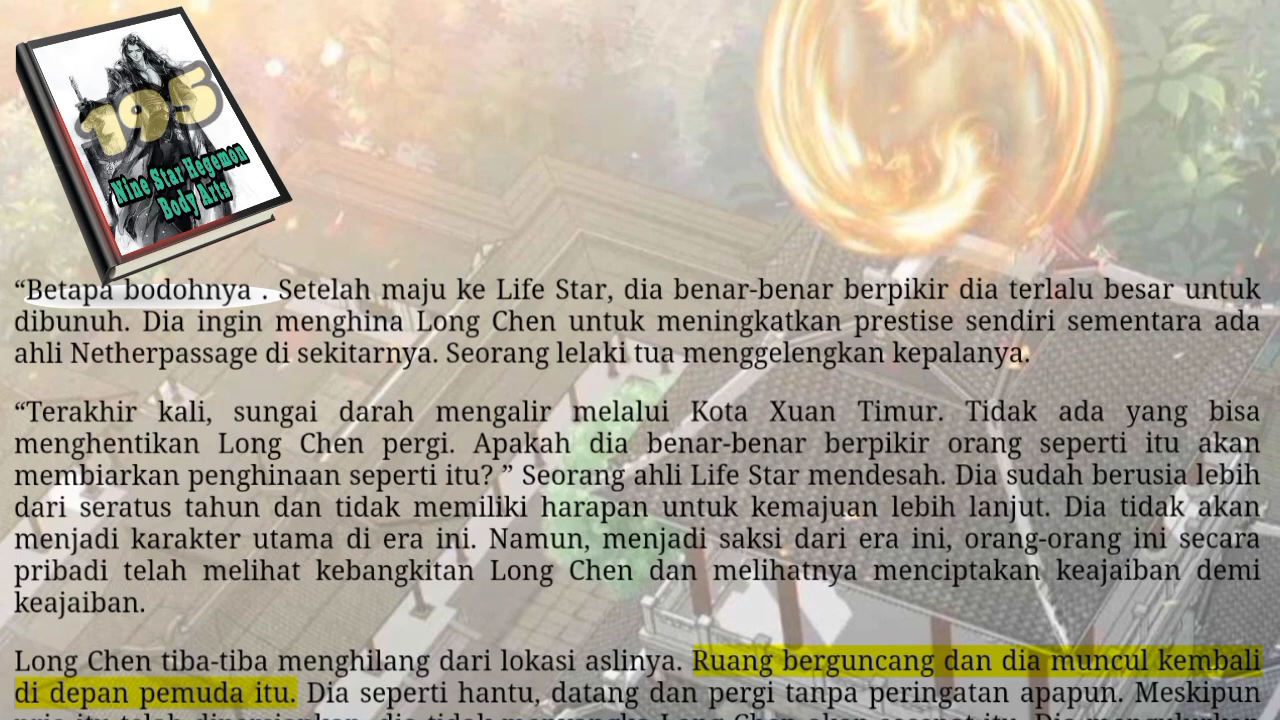 195
Nine Star Hegemon
Body Arts
“Betapa bodohnya . Setelah maju ke Life Star, dia benar-benar berpikir dia terlalu besar untuk
dibunuh. Dia ingin menghina Long Chen untuk meningkatkan prestise sendiri sementara ada
ahli Netherpassage di sekitarnya. Seorang lelaki tua menggelengkan kepalanya.
“Terakhir kali, sungai darah mengalir melalui Kota Xuan Timur. Tidak ada yang bisa
menghentikan Long Chen pergi. Apakah dia benar-benar berpikir orang seperti itu akan
membiarkan penghinaan seperti itu? ” Seorang ahli Life Star mendesah. Dia sudah berusia lebih
dari seratus tahun dan tidak memiliki harapan untuk kemajuan lebih lanjut. Dia tidak akan
menjadi karakter utama di era ini. Namun, menjadi saksi dari era ini, orang-orang ini secara
pribadi telah melihat kebangkitan Long Chen dan melihatnya menciptakan keajaiban demi
keajaiban.
Long Chen tiba-tiba menghilang dari lokasi aslinya. Ruang berguncang dan dia muncul kembali
di depan pemuda itu. Dia seperti hantu, datang dan pergi tanpa peringatan apapun. Meskipun